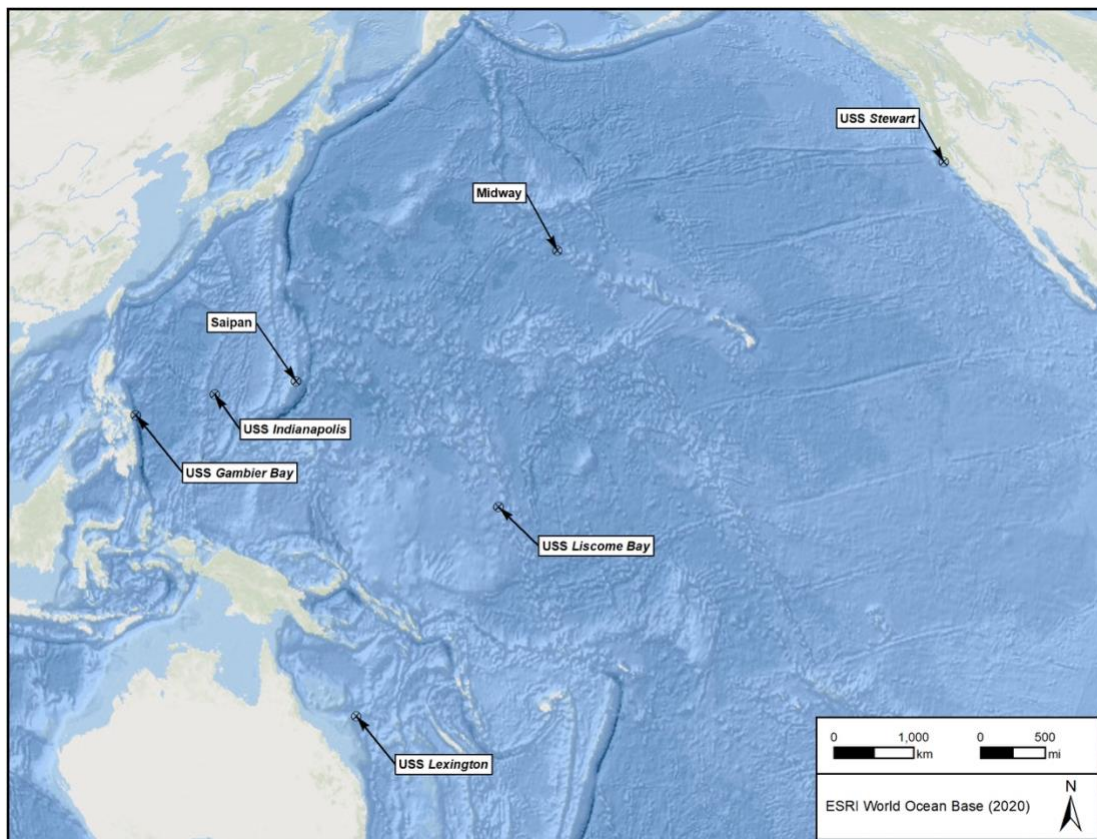 USS Stewart
Midway
Saipan
USS Indianapolis
USS Gambier Bay
USS Liscome Bay
USS Lexington
0 1,000 0 500
km mi
N
ESRI World Ocean Base (2020)